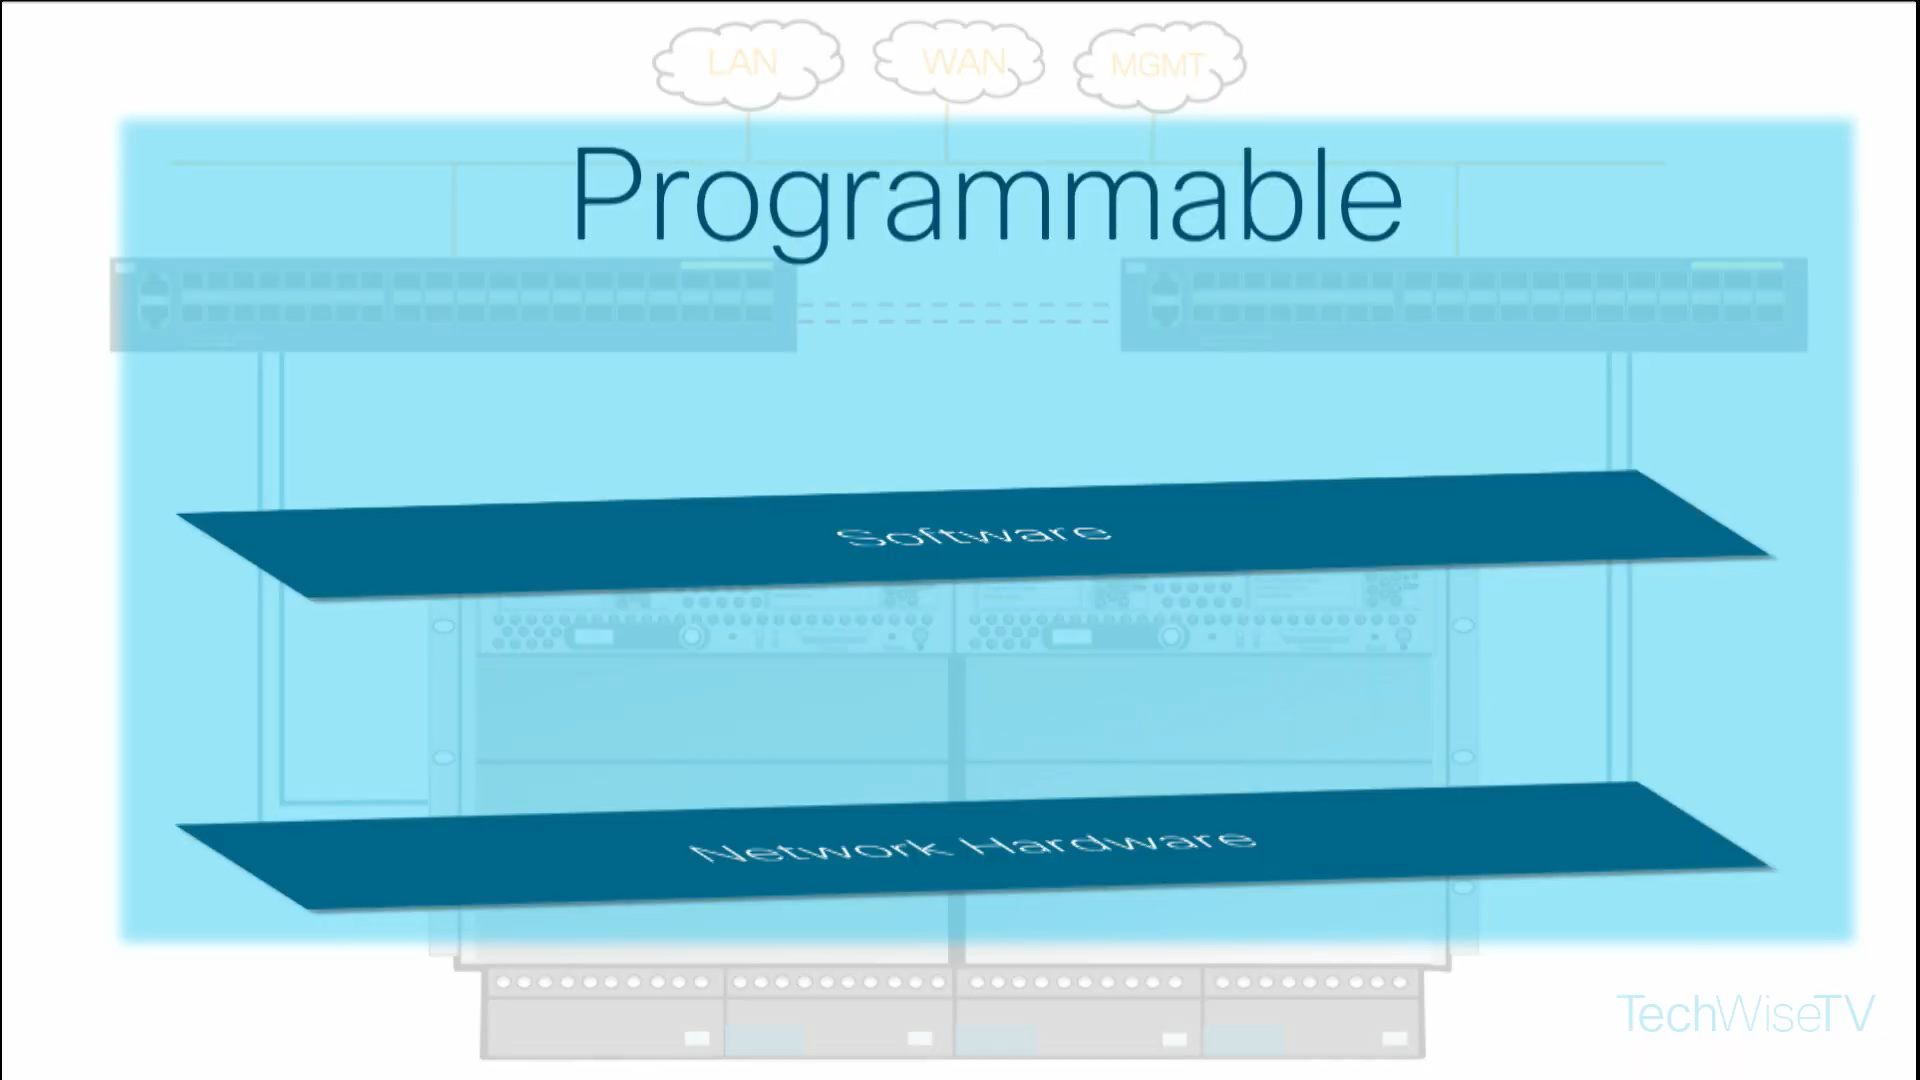 LAN WAN MGMT
Programmable
Software
Network Hardware
TechWiseTV